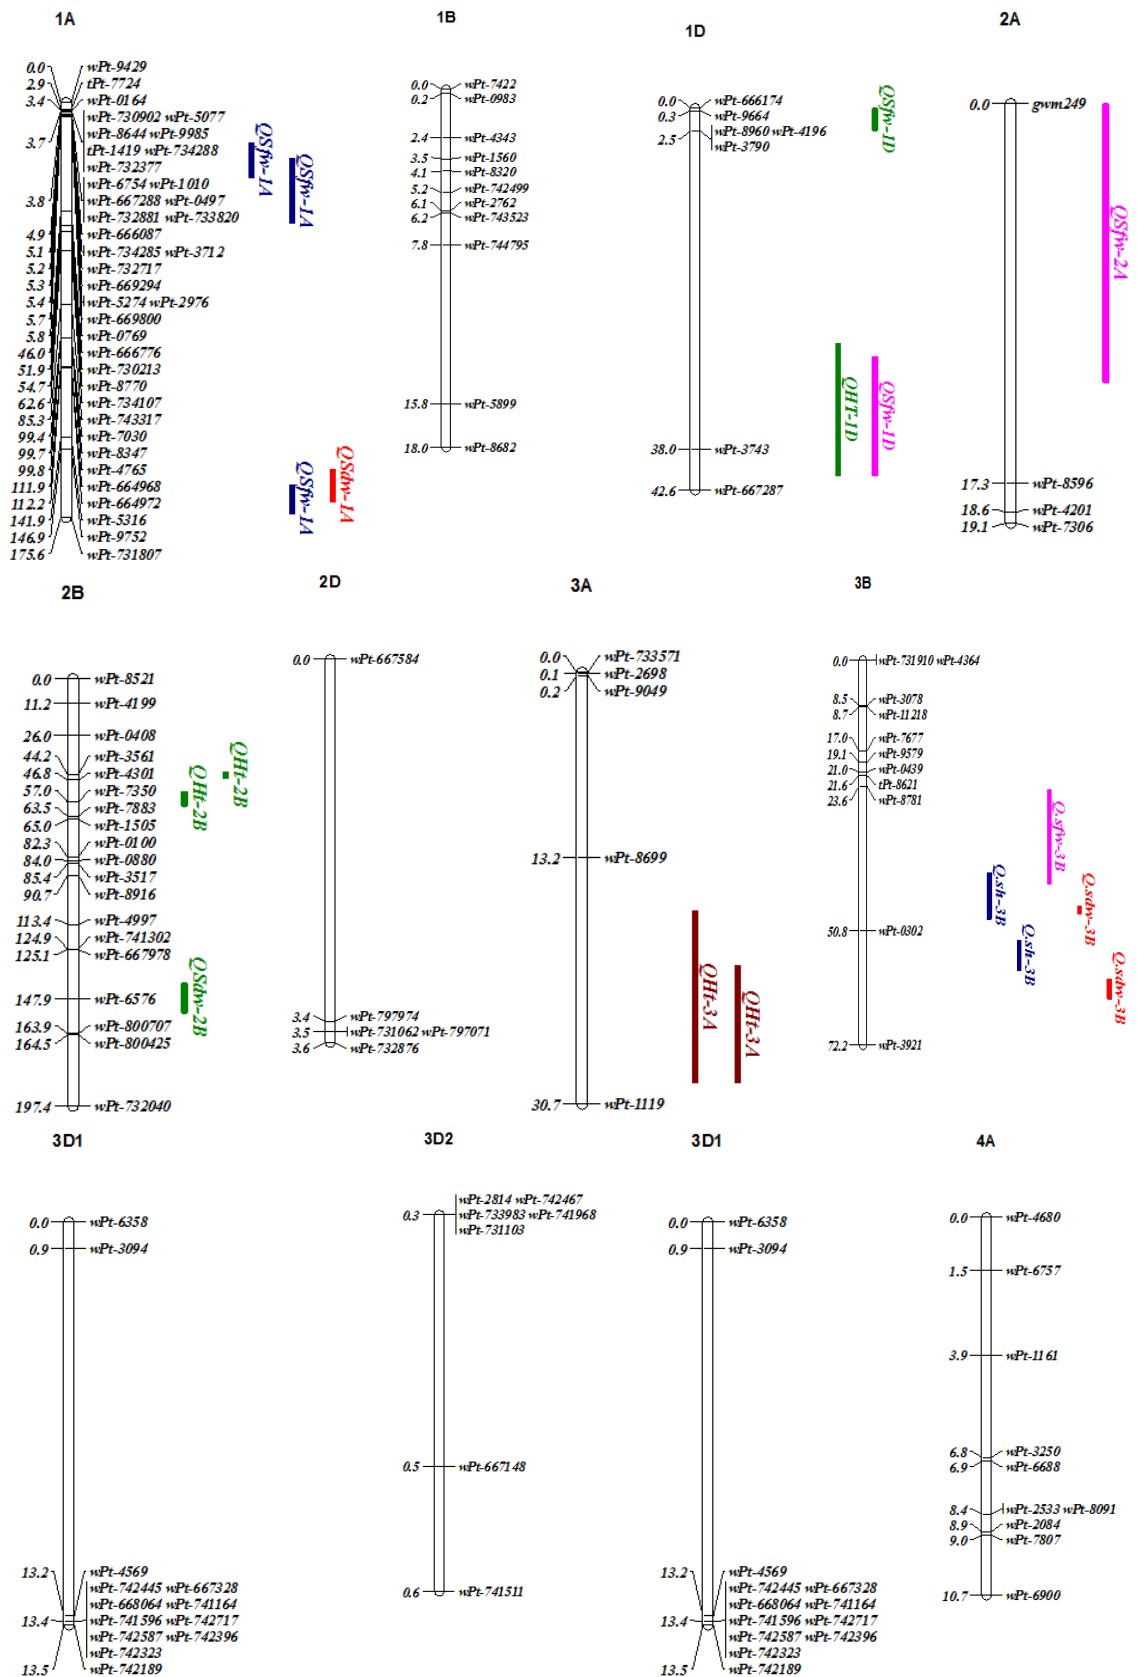 1A
0.0 wPt-9429
2.9 tPt-7724
3.4 wPt-0164
wPt-730902 wPt-5077
wPt-8644 wPt-9985
3.7
tPt-1419 wPt-734288
wPt-732377
wPt-6754 wPt-1010
3.8 wPt-667288 wPt-0497
wPt-732881 wPt-733820
4.9 wPt-666087
5.1 wPt-734285 wPt-3712
5.2 wPt-732717
5.3 wPt-669294
5.4 wPt-5274 wPt-2976
5.7 wPt-669800
5.8 wPt-0769
46.0 wPt-666776
51.9 wPt-730213
54.7 wPt-8770
62.6 wPt-734107
85.3 wPt-743317
99.4 wPt-7030
99.7 wPt-8347
99.8 wPt-4765
111.9 wPt-664968
112.2 wPt-664972
141.9 wPt-5316
146.9 wPt-9752
175.6 wPt-731807
QSfw-1A
QSfw-1A
QSfw-1A
QSdw-1A
1B
0.0 wPt-7422
0.2 wPt-0983
2.4 wPt-4343
3.5 wPt-1560
4.1 wPt-8320
5.2 wPt-742499
6.1 wPt-2762
6.2 wPt-743523
7.8 wPt-744795
15.8 wPt-5899
18.0 wPt-8682
1D
0.0 wPt-666174
0.3 wPt-9664
2.5 wPt-8960 wPt-4196
wPt-3790
38.0 wPt-3743
42.6 wPt-667287
QSfw-1D
QHT-1D
QSfw-1D
2A
0.0 gwm249
17.3 wPt-8596
18.6 wPt-4201
19.1 wPt-7306
QSfw-2A
2B
0.0 wPt-8521
11.2 wPt-4199
26.0 wPt-0408
44.2 wPt-3561
46.8 wPt-4301
57.0 wPt-7350
63.5 wPt-7883
65.0 wPt-1505
82.3 wPt-0100
84.0 wPt-0880
85.4 wPt-3517
90.7 wPt-8916
113.4 wPt-4997
124.9 wPt-741302
125.1 wPt-667978
147.9 wPt-6576
163.9 wPt-800707
164.5 wPt-800425
197.4 wPt-732040
QHt-2B
QHt-2B
QSdw-2B
2D
0.0 wPt-667584
3.4 wPt-797974
3.5 wPt-731062 wPt-797071
3.6 wPt-732876
3A
0.0 wPt-733571
0.1 wPt-2698
0.2 wPt-9049
13.2 wPt-8699
30.7 wPt-1119
QHt-3A
QHt-3A
3B
0.0 wPt-731910 wPt-4364
8.5 wPt-3078
8.7 wPt-11218
17.0 wPt-7677
19.1 wPt-9579
21.0 wPt-0439
21.6 tPt-8621
23.6 wPt-8781
50.8 wPt-0302
72.2 wPt-3921
Q.sh-3B
Q.sh-3B
Q.sfw-3B
Q.sdw-3B
Q.sdw-3B
3D1
0.0 wPt-6358
0.9 wPt-3094
13.2 wPt-4569
wPt-742445 wPt-667328
wPt-668064 wPt-741164
13.4 wPt-741596 wPt-742717
wPt-742587 wPt-742396
wPt-742323
13.5 wPt-742189
3D2
wPt-2814 wPt-742467
0.3 wPt-733983 wPt-741968
wPt-731103
0.5 wPt-667148
0.6 wPt-741511
3D1
0.0 wPt-6358
0.9 wPt-3094
13.2 wPt-4569
wPt-742445 wPt-667328
wPt-668064 wPt-741164
13.4 wPt-741596 wPt-742717
wPt-742587 wPt-742396
wPt-742323
13.5 wPt-742189
4A
0.0 wPt-4680
1.5 wPt-6757
3.9 wPt-1161
6.8 wPt-3250
6.9 wPt-6688
8.4 wPt-2533 wPt-8091
8.9 wPt-2084
9.0 wPt-7807
10.7 wPt-6900